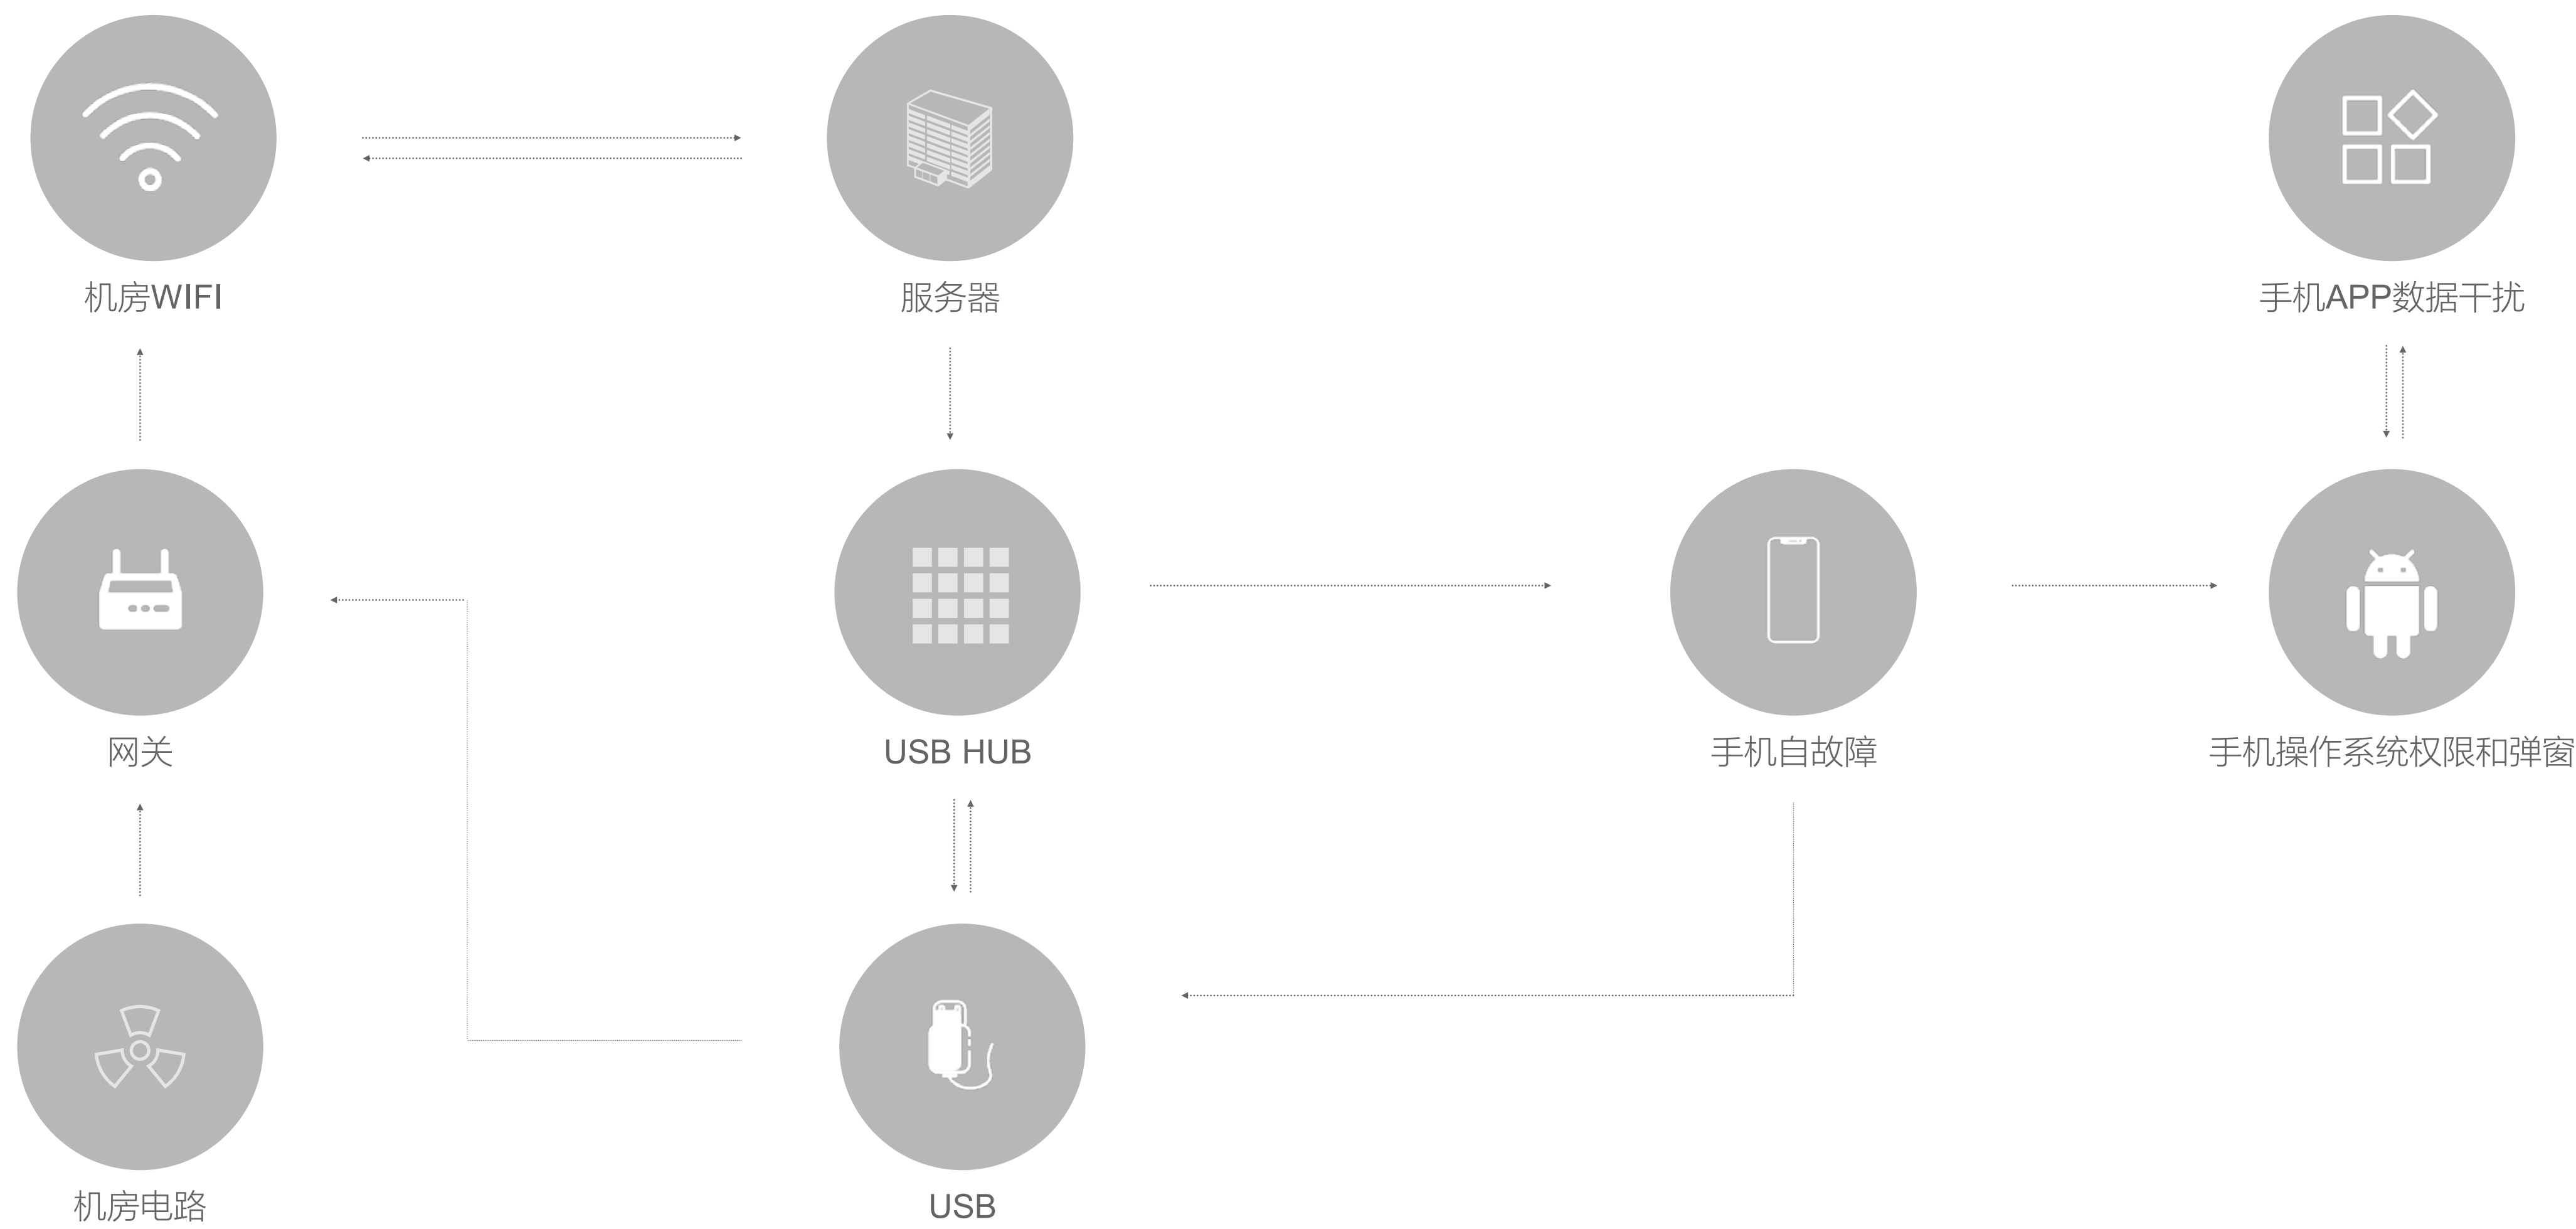 机房WIFI
服务器
手机APP数据干扰
网关
USB HUB
手机自故障
手机操作系统权限和弹窗
机房电路
USB